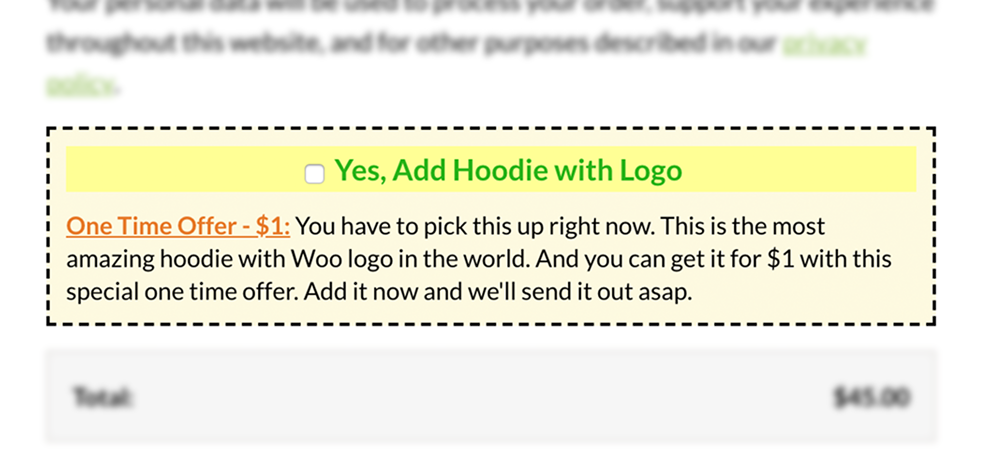 Your personal data will be used to process your order, support your experience
throughout this website, and for other purposes described in our privacy
policy.
Yes, Add Hoodie with Logo
One Time Offer - $1: You have to pick this up right now. This is the most
amazing hoodie with Woo logo in the world. And you can get it for $1 with this
special one time offer. Add it now and we'll send it out asap.
Total: $45.00